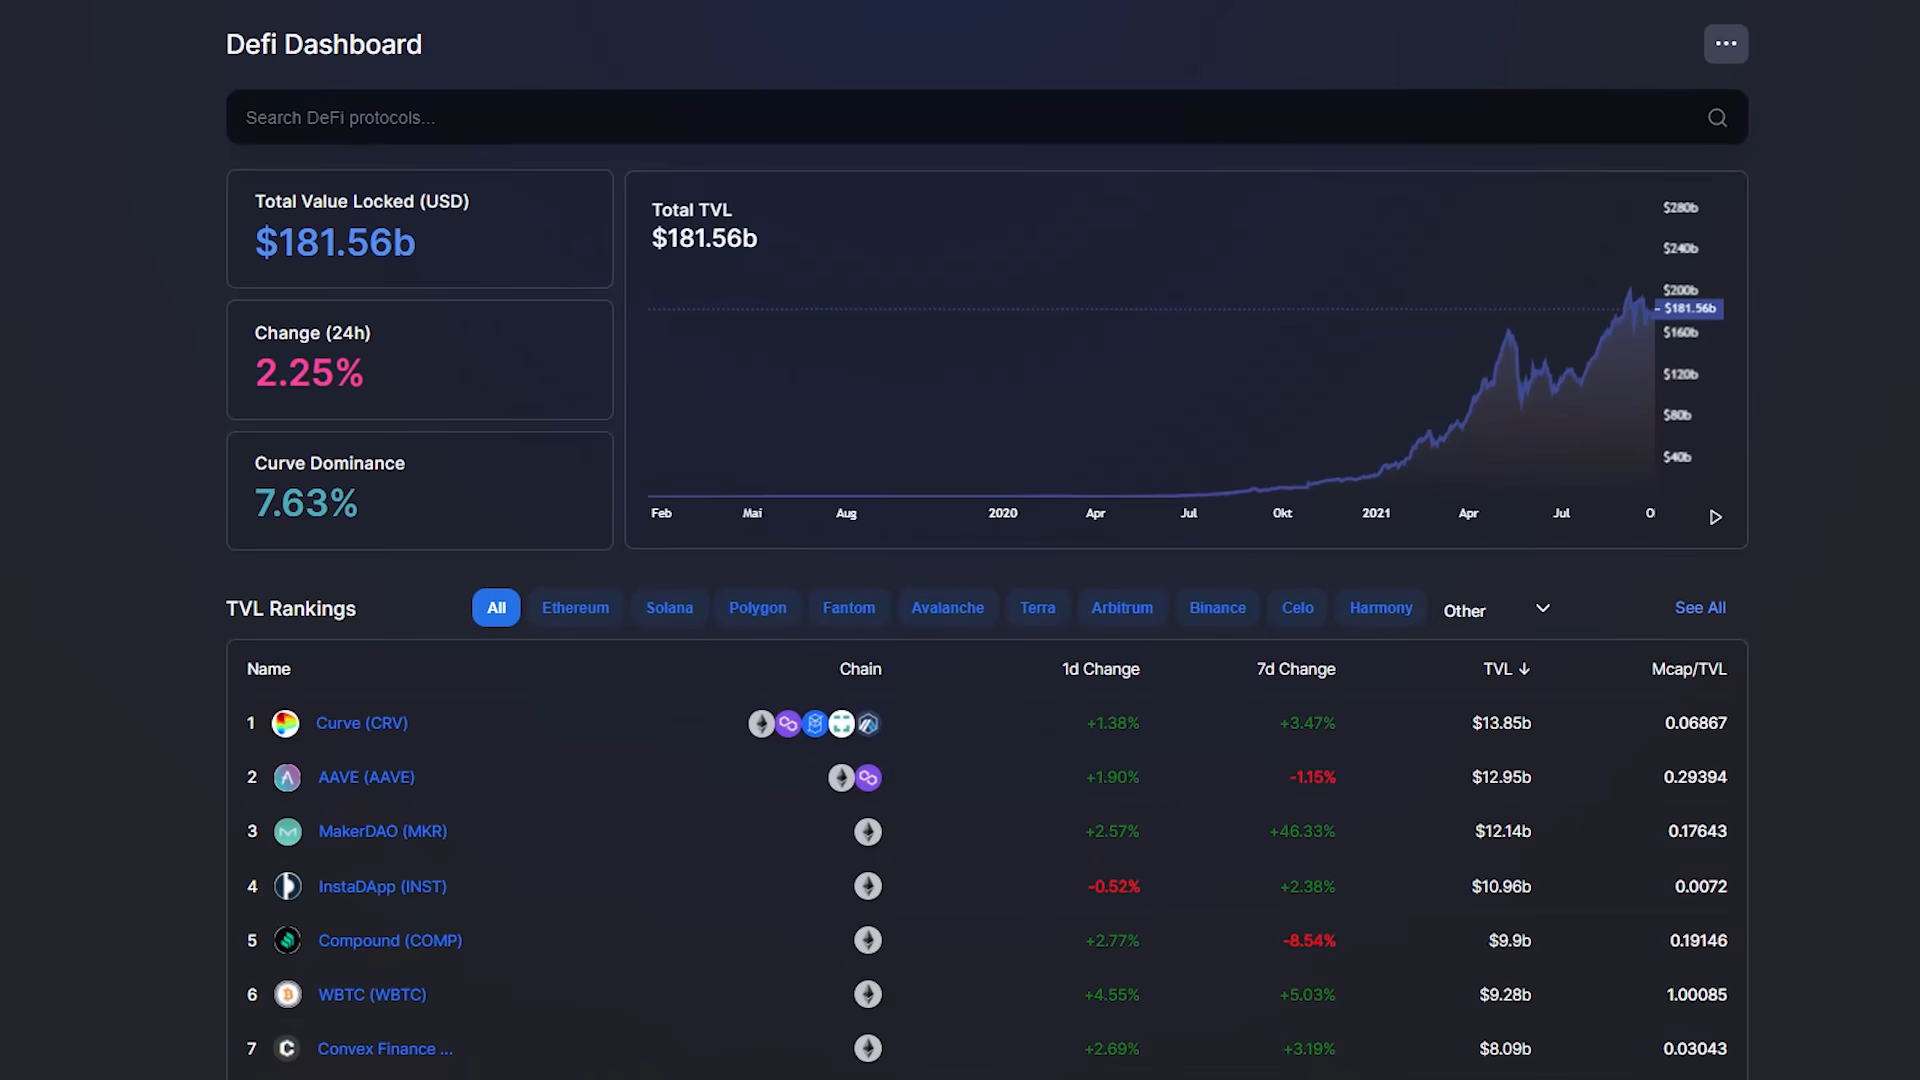 Defi Dashboard
Search DeFi protocols...
Total Value Locked (USD)
$181.56b
Change (24h)
2.25%
Curve Dominance
7.63%
Total TVL
$181.56b
$280b
$240b
$200b
$181.56b
$160b
$120b
$80b
$40b
Feb Mai Aug 2020 Apr Jul Okt 2021 Apr Jul O
TVL Rankings All Ethereum Solana Polygon Fantom Avalanche Terra Arbitrum Binance Celo Harmony Other See All
Name Chain 1d Change 7d Change TVL ↓ Mcap/TVL
1 Curve (CRV) +1.38% +3.47% $13.85b 0.06867
2 AAVE (AAVE) +1.90% -1.15% $12.95b 0.29394
3 MakerDAO (MKR) +2.57% +46.33% $12.14b 0.17643
4 InstaDApp (INST) -0.52% +2.38% $10.96b 0.0072
5 Compound (COMP) +2.77% -8.54% $9.9b 0.19146
6 WBTC (WBTC) +4.55% +5.03% $9.28b 1.00085
7 Convex Finance ... +2.69% +3.19% $8.09b 0.03043